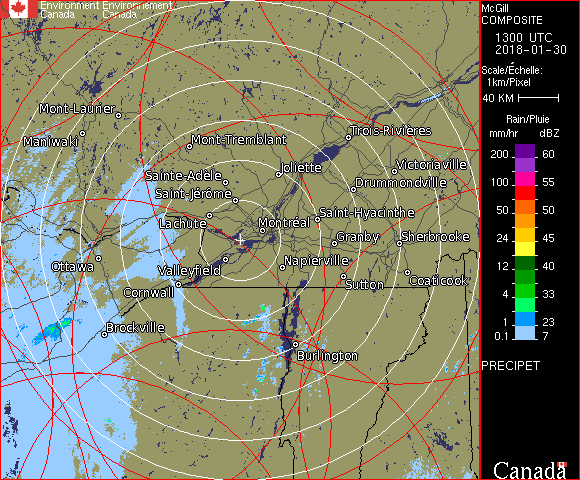 Environment Environnement
Canada Canada
McGill
COMPOSITE
1300 UTC
2018-01-30
Scale/Échelle:
1km/Pixel
40 KM
Rain/Pluie
mm/hr dBZ
200 60
100 55
50 50
24 45
12 40
4 35
2 30
1 23
0.1 7
PRECIPET
Canada
Mont-Laurier
Maniwaki
Mont-Tremblant
Trois-Rivières
Sainte-Adèle
Joliette
Victoriaville
Saint-Jérôme
Drummondville
Lachute
Montréal
Saint-Hyacinthe
Granby
Sherbrooke
Ottawa
Valleyfield
Napierville
Cornwall
Sutton
Coaticook
Brockville
Burlington